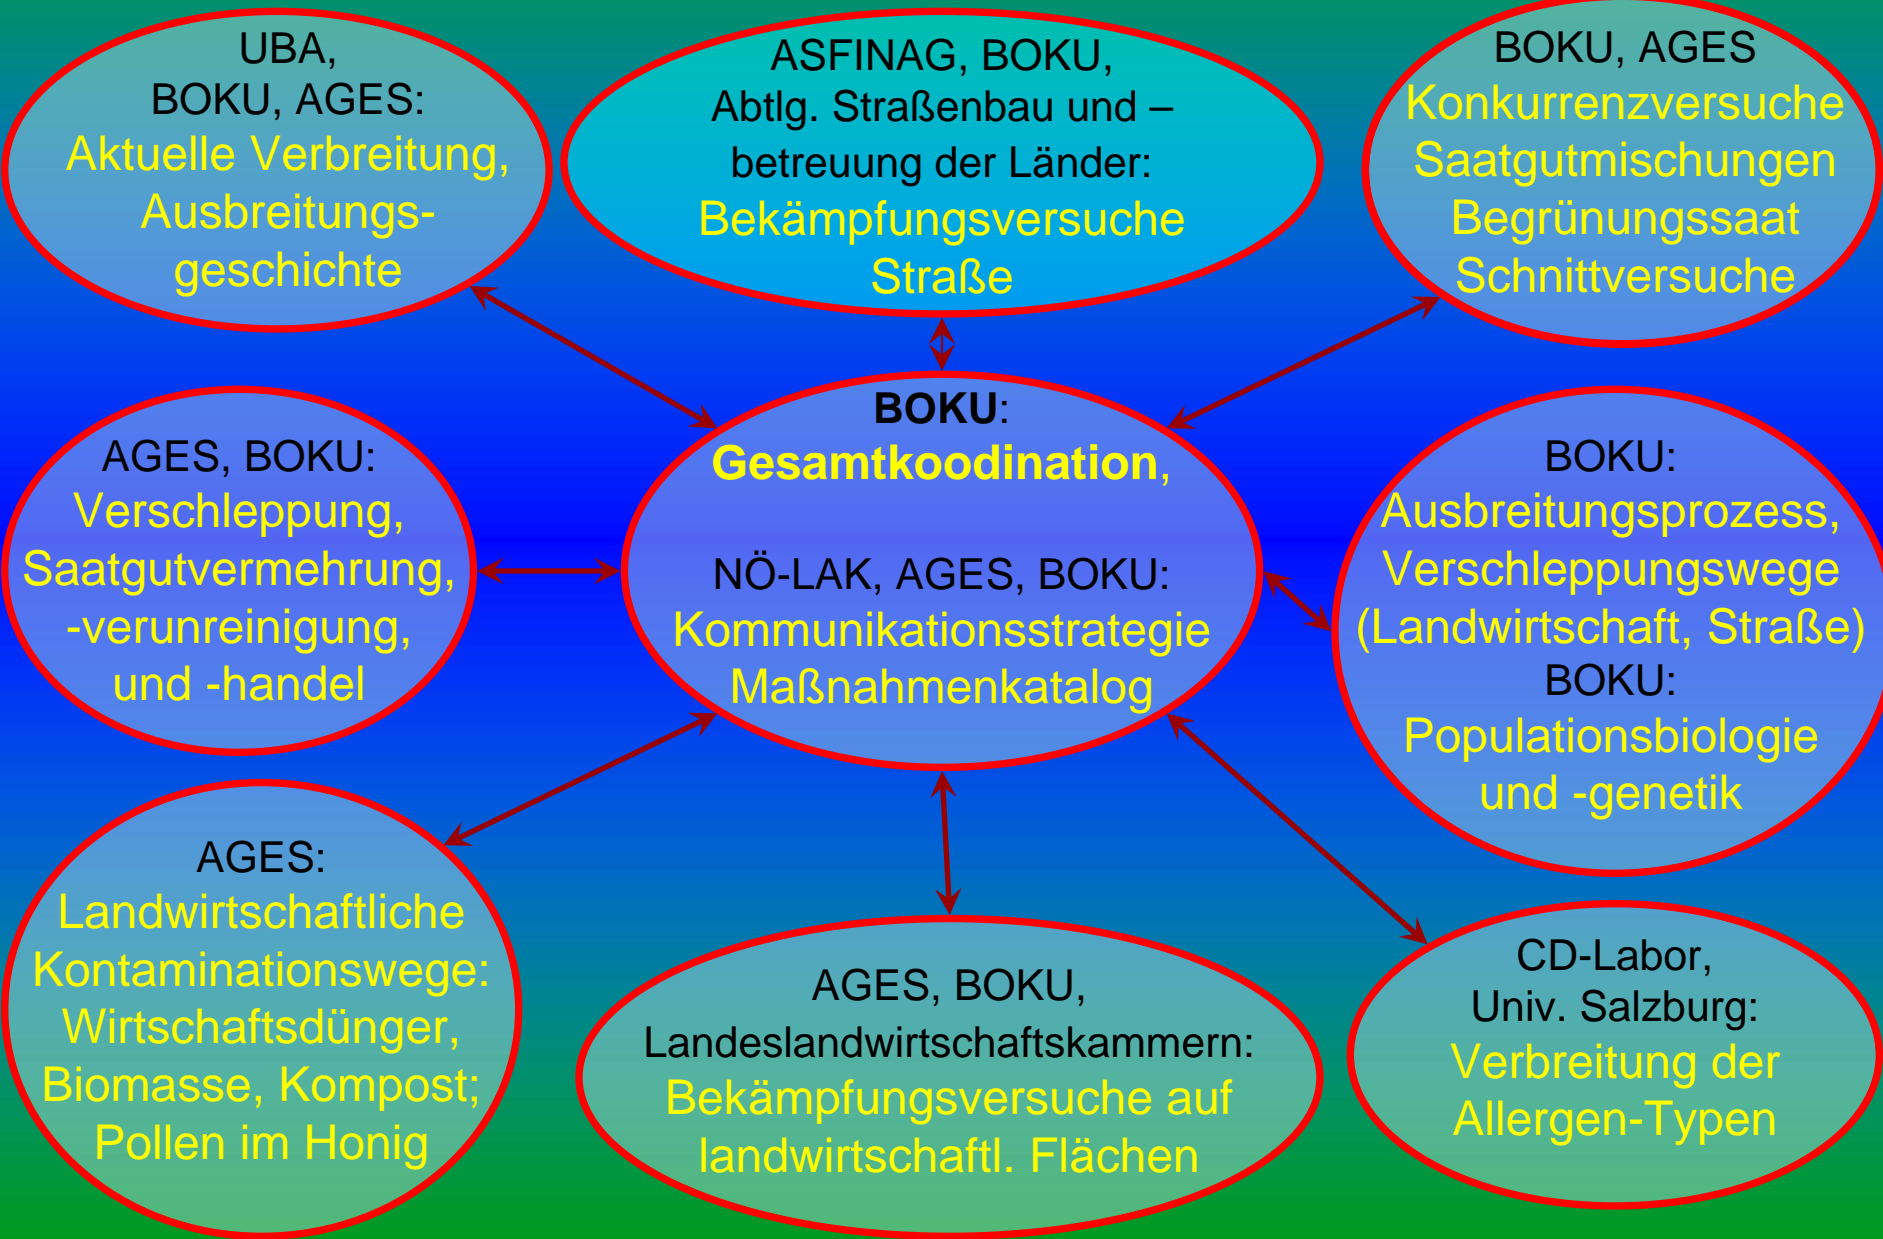 UBA,
BOKU, AGES:
Aktuelle Verbreitung,
Ausbreitungs-
geschichte
ASFINAG, BOKU,
Abtlg. Straßenbau und –
betreuung der Länder:
Bekämpfungsversuche
Straße
BOKU, AGES
Konkurrenzversuche
Saatgutmischungen
Begrünungssaat
Schnittversuche
AGES, BOKU:
Verschleppung,
Saatgutvermehrung,
-verunreinigung,
und -handel
BOKU:
Gesamtkoodination,
NÖ-LAK, AGES, BOKU:
Kommunikationsstrategie
Maßnahmenkatalog
BOKU:
Ausbreitungsprozess,
Verschleppungswege
(Landwirtschaft, Straße)
BOKU:
Populationsbiologie
und -genetik
AGES:
Landwirtschaftliche
Kontaminationswege:
Wirtschaftsdünger,
Biomasse, Kompost;
Pollen im Honig
AGES, BOKU,
Landeslandwirtschaftskammern:
Bekämpfungsversuche auf
landwirtschaftl. Flächen
CD-Labor,
Univ. Salzburg:
Verbreitung der
Allergen-Typen